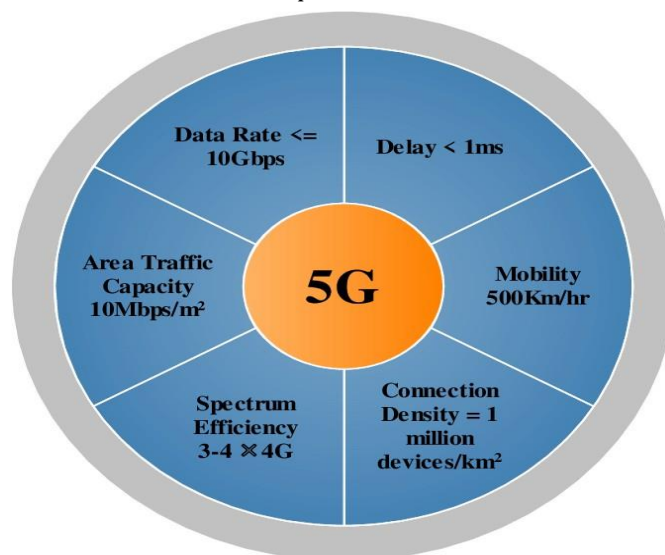 Data Rate <=
10Gbps
Delay < 1ms
Area Traffic
Capacity
10Mbps/m²
5G
Mobility
500Km/hr
Spectrum
Efficiency
3-4 × 4G
Connection
Density = 1
million
devices/km²